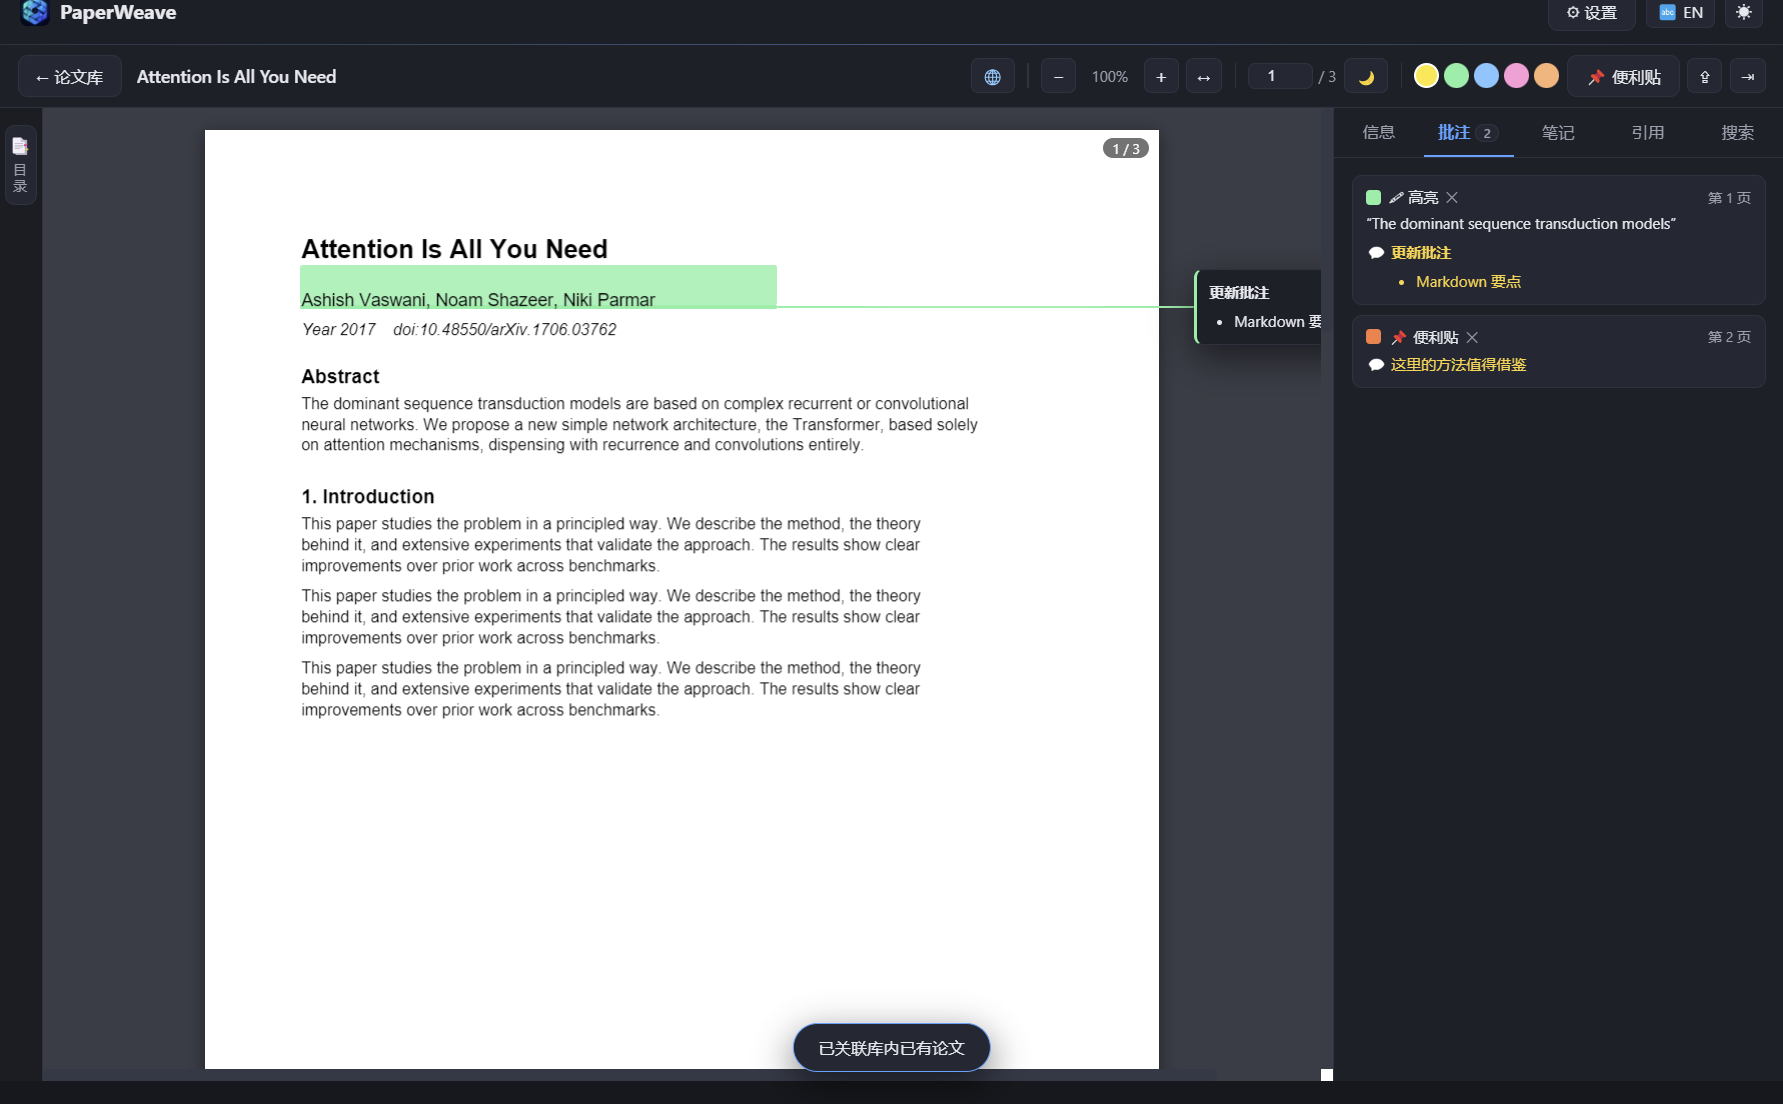 PaperWeave
设置
EN
← 论文库
Attention Is All You Need
− 100% +
1 / 3
便利贴
目录
信息
批注 2
笔记
引用
搜索
1 / 3
Attention Is All You Need
Ashish Vaswani, Noam Shazeer, Niki Parmar
Year 2017 doi:10.48550/arXiv.1706.03762
Abstract
The dominant sequence transduction models are based on complex recurrent or convolutional
neural networks. We propose a new simple network architecture, the Transformer, based solely
on attention mechanisms, dispensing with recurrence and convolutions entirely.
1. Introduction
This paper studies the problem in a principled way. We describe the method, the theory
behind it, and extensive experiments that validate the approach. The results show clear
improvements over prior work across benchmarks.
This paper studies the problem in a principled way. We describe the method, the theory
behind it, and extensive experiments that validate the approach. The results show clear
improvements over prior work across benchmarks.
This paper studies the problem in a principled way. We describe the method, the theory
behind it, and extensive experiments that validate the approach. The results show clear
improvements over prior work across benchmarks.
更新批注
• Markdown 要
高亮 第 1 页
“The dominant sequence transduction models”
更新批注
• Markdown 要点
便利贴 第 2 页
这里的方法值得借鉴
已关联库内已有论文